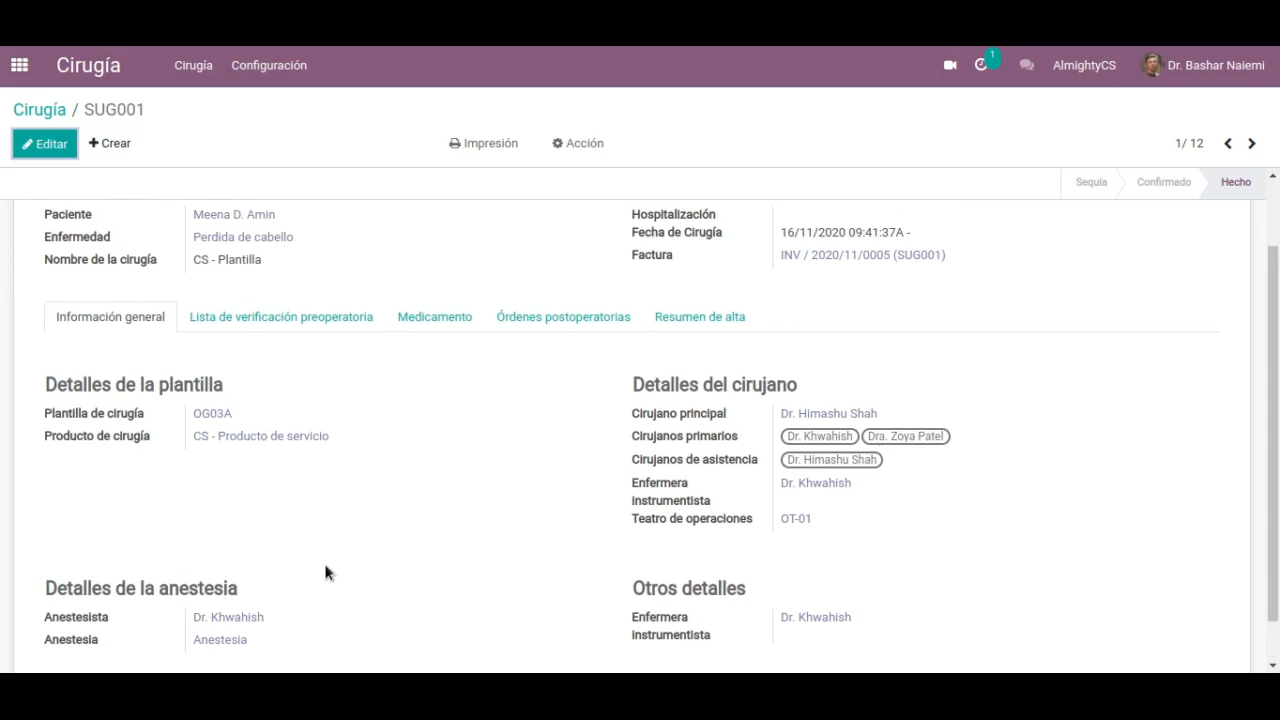 Cirugía Cirugía Configuración 1 AlmightyCS Dr. Bashar Naiemi
Cirugía / SUG001
Editar Crear Impresión Acción 1/ 12
Sequía Confirmado Hecho
Paciente Meena D. Amin Hospitalización
Enfermedad Perdida de cabello Fecha de Cirugía 16/11/2020 09:41:37A -
Nombre de la cirugía CS - Plantilla Factura INV / 2020/11/0005 (SUG001)
Información general Lista de verificación preoperatoria Medicamento Órdenes postoperatorias Resumen de alta
Detalles de la plantilla Detalles del cirujano
Plantilla de cirugía OG03A Cirujano principal Dr. Himashu Shah
Producto de cirugía CS - Producto de servicio Cirujanos primarios Dr. Khwahish Dra. Zoya Patel
Cirujanos de asistencia Dr. Himashu Shah
Enfermera Dr. Khwahish
instrumentista
Teatro de operaciones OT-01
Detalles de la anestesia Otros detalles
Anestesista Dr. Khwahish Enfermera Dr. Khwahish
instrumentista
Anestesia Anestesia